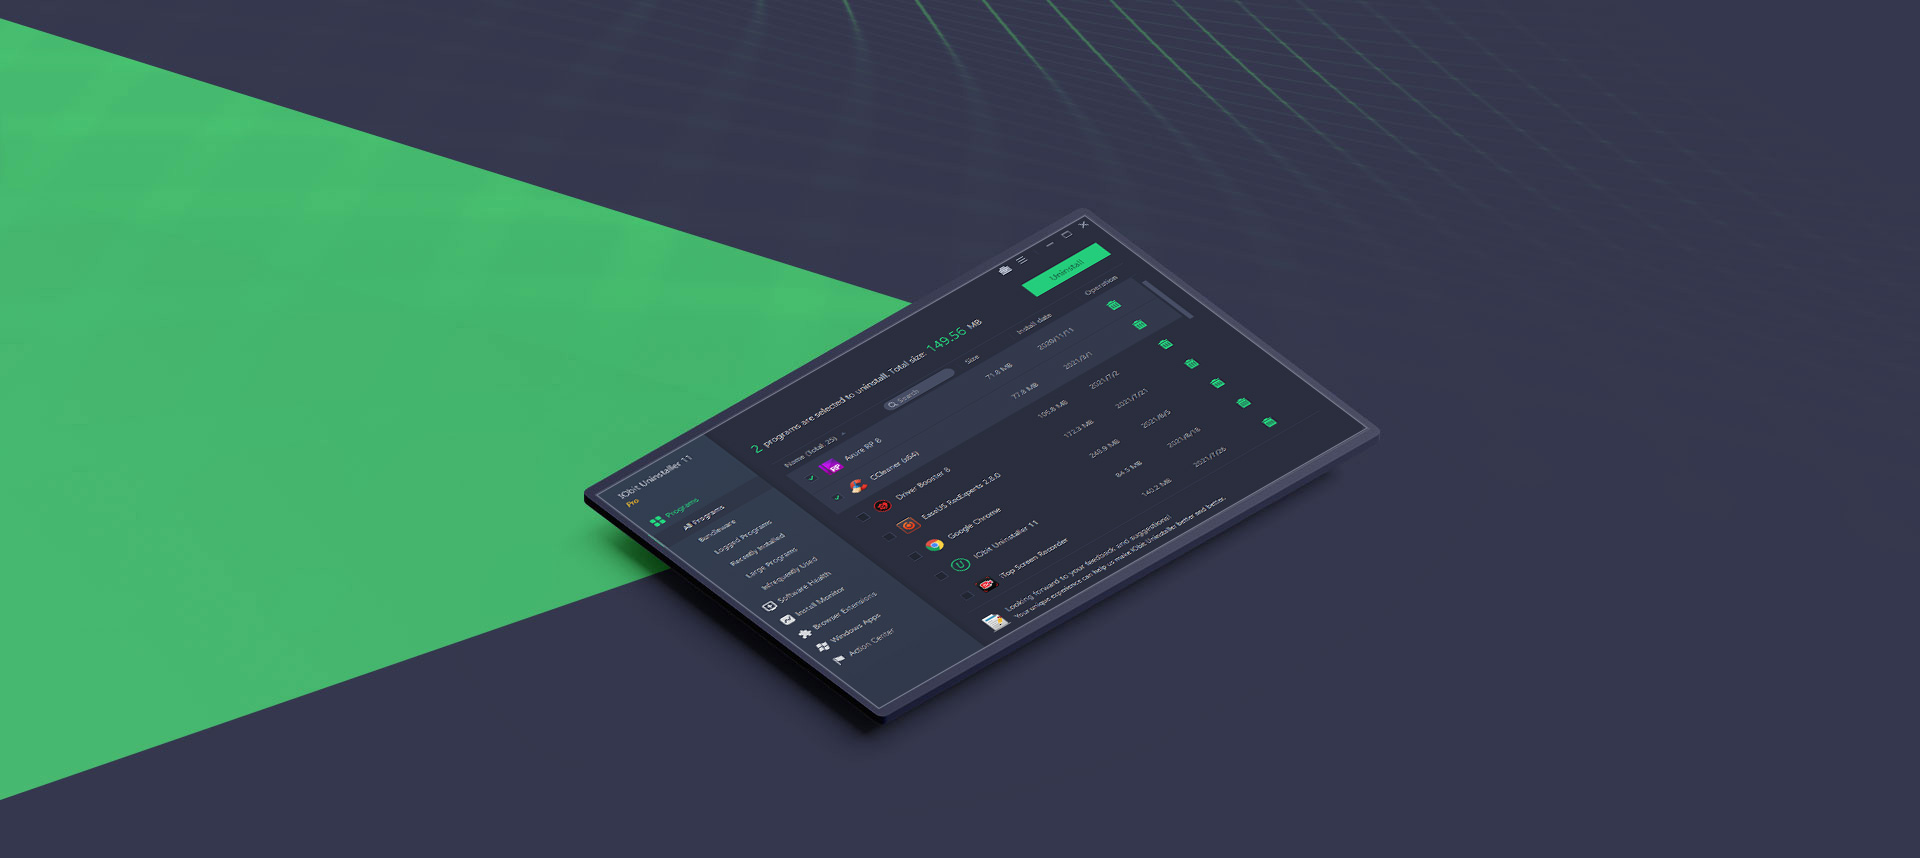 IObit Uninstaller 11
Pro
Programs
All Programs
Bundleware
Logged Programs
Recently Installed
Large Programs
Infrequently Used
Software Health
Install Monitor
Browser Extensions
Windows Apps
Action Center
2 programs are selected to uninstall. Total size: 149.56 MB
Uninstall
Name (Total: 25)
Search
Size
Install date
Operation
Axure RP 8 71.8 MB 2020/11/11
CCleaner (x64) 77.8 MB 2021/9/1
Driver Booster 8 106.8 MB 2021/7/2
EaseUS RecExperts 2.8.0 172.3 MB 2021/7/21
Google Chrome 268.9 MB 2021/8/5
IObit Uninstaller 11 84.5 MB 2021/8/18
iTop Screen Recorder 140.2 MB 2021/7/26
Looking forward to your feedback and suggestions!
Your unique experience can help us make IObit Uninstaller better and better.